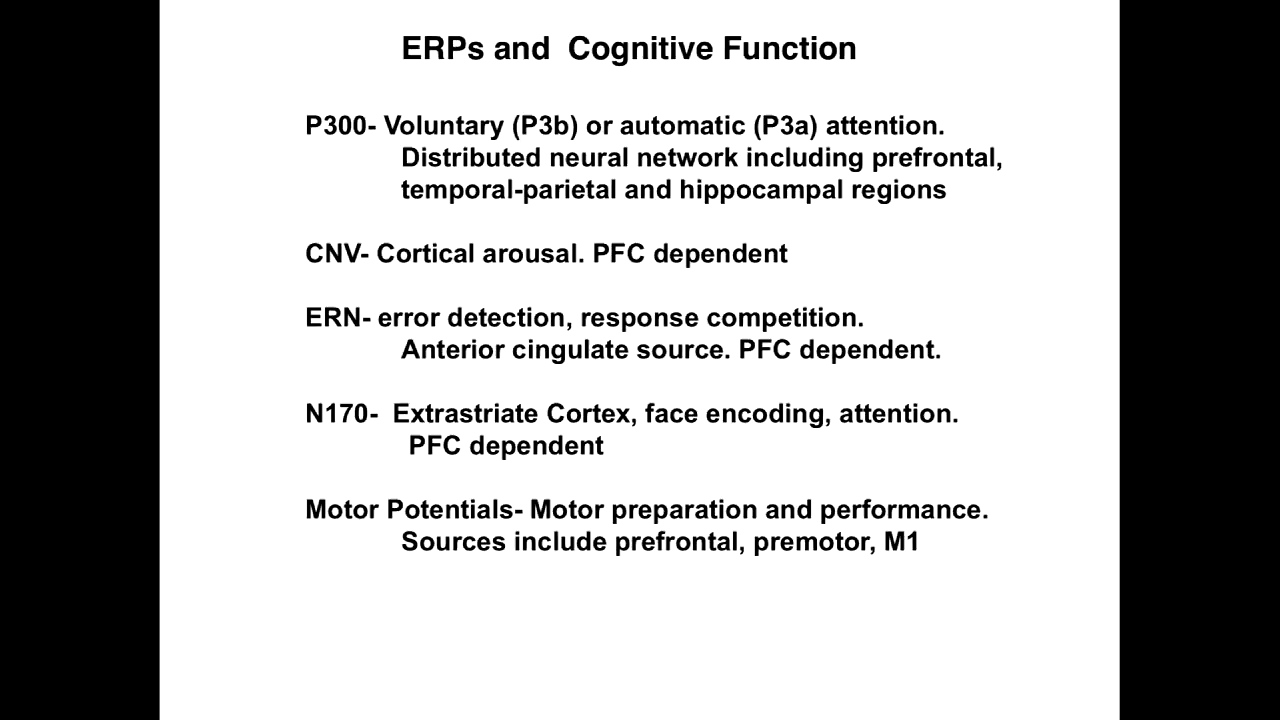 ERPs and  Cognitive Function
P300- Voluntary (P3b) or automatic (P3a) attention.
Distributed neural network including prefrontal,
temporal-parietal and hippocampal regions
CNV- Cortical arousal. PFC dependent
ERN- error detection, response competition.
Anterior cingulate source. PFC dependent.
N170-  Extrastriate Cortex, face encoding, attention.
PFC dependent
Motor Potentials- Motor preparation and performance.
Sources include prefrontal, premotor, M1